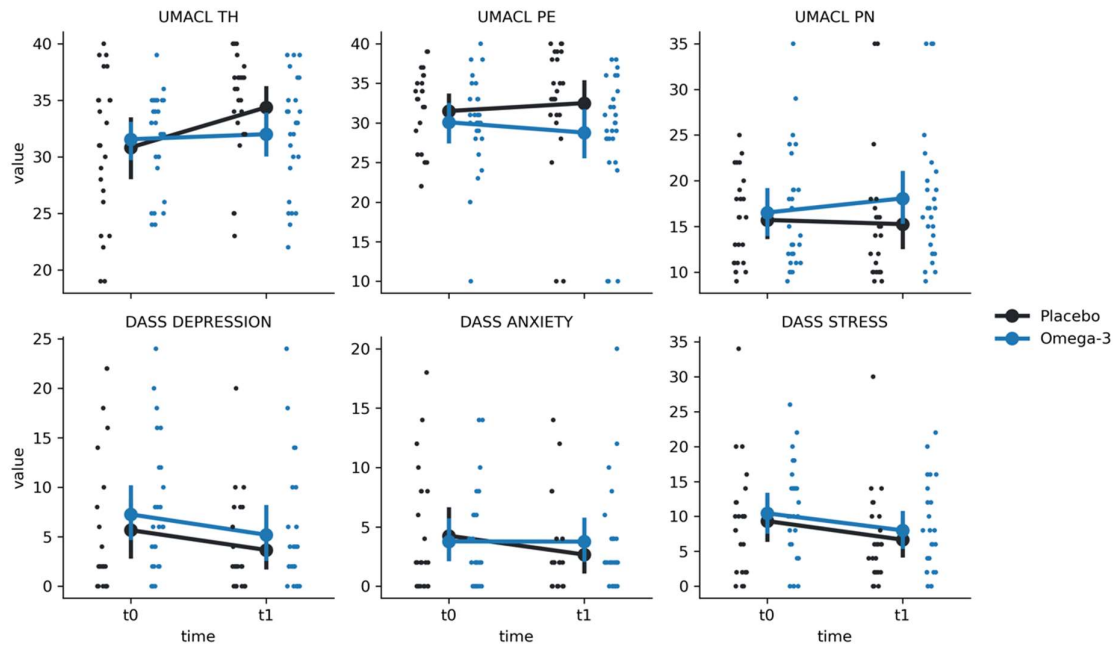 UMACL TH
UMACL PE
UMACL PN
40
35
30
25
20
value
40
35
30
25
20
15
10
35
30
25
20
15
10
Placebo
Omega-3
DASS DEPRESSION
DASS ANXIETY
DASS STRESS
25
20
15
10
5
0
value
t0
t1
time
20
15
10
5
0
t0
t1
time
35
30
25
20
15
10
5
0
t0
t1
time